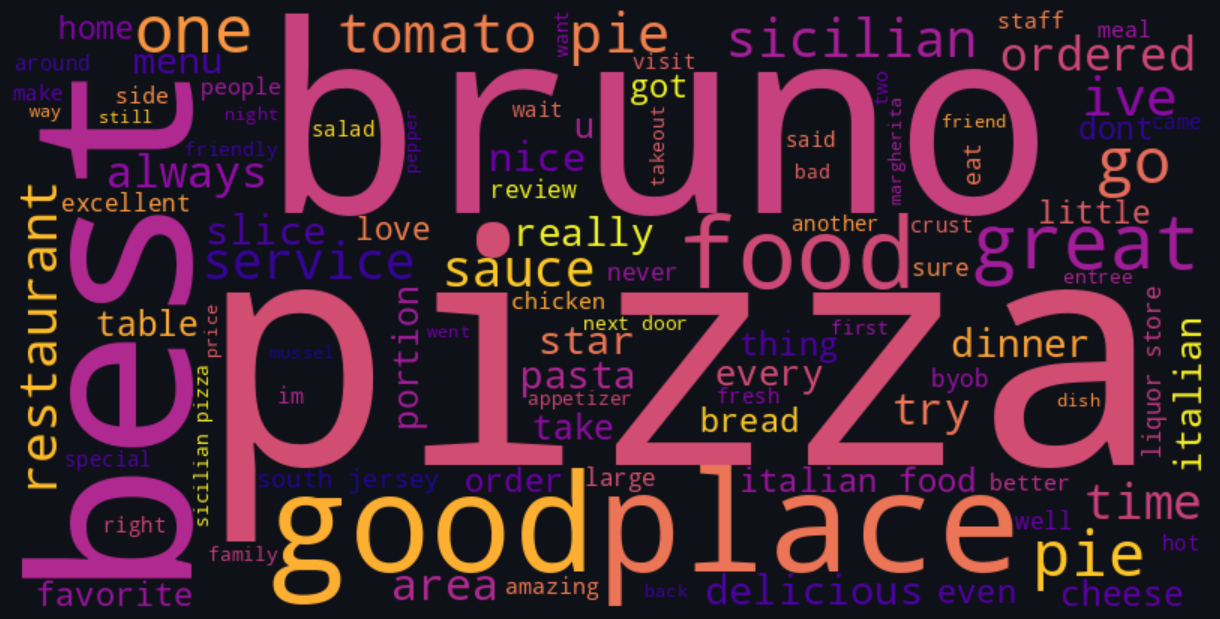 home
one
tomato pie
want
sicilian
staff
meal
around
menu
bruno
visit
ordered
make
side
people
got
two
ive
way
still
night
salad
pepper
wait
u
takeout
said
friend
dont
came
best
friendly
nice
margherita
bad
eat
go
always
review
restaurant
excellent
slice
love
really
food
another
crust
little
great
service
sauce
never
sure
entree
table
price
pizza
portion
chicken
next door
went
star
thing
first
dinner
liquor store
italian
mussel
im
pasta
every
byob
appetizer
fresh
dish
sicilian pizza
take
bread
try
special
south jersey
order
large
italian food
better
right
good
place
time
well
family
pie
hot
favorite
area
amazing
back
delicious
even
cheese